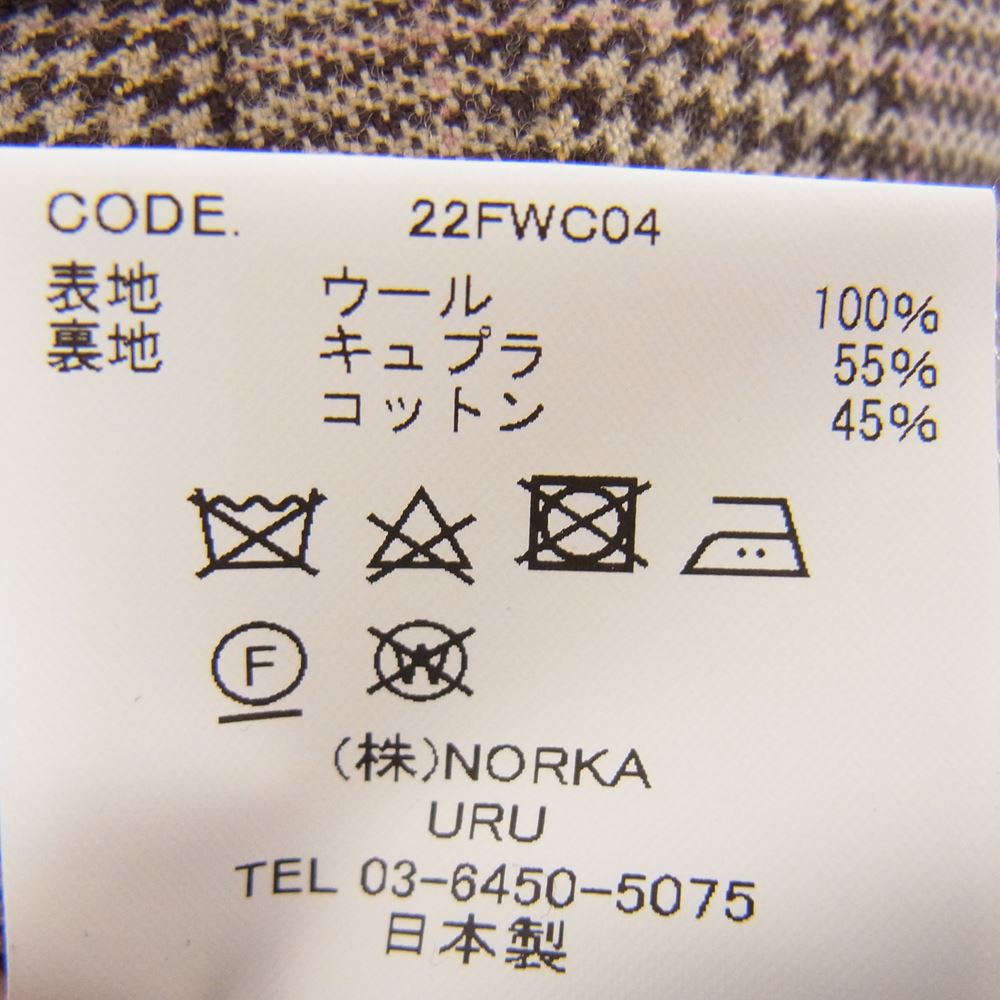 CODE. 22FWC04
表地 ウール 100%
裏地 キュプラ 55%
コットン 45%
F
W
(株)NORKA
URU
TEL 03-6450-5075
日本製